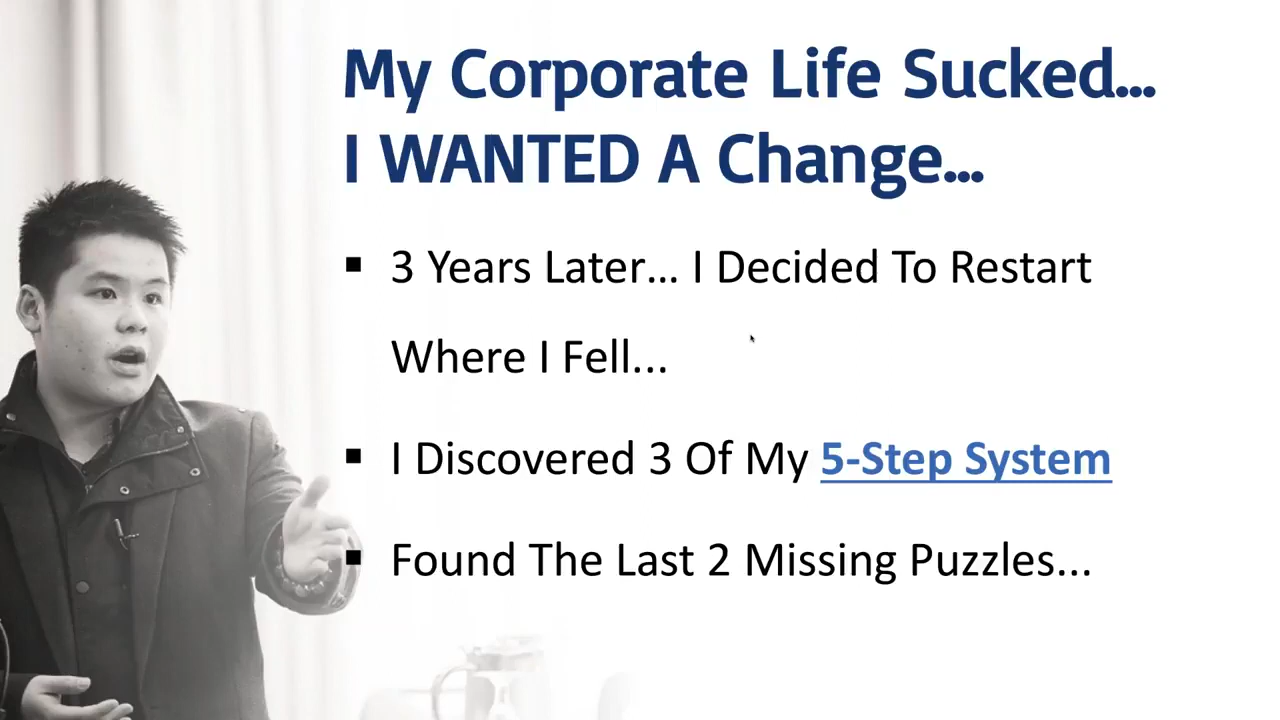 My Corporate Life Sucked...
I WANTED A Change...
▪ 3 Years Later... I Decided To Restart
Where I Fell...
▪ I Discovered 3 Of My 5-Step System
▪ Found The Last 2 Missing Puzzles...